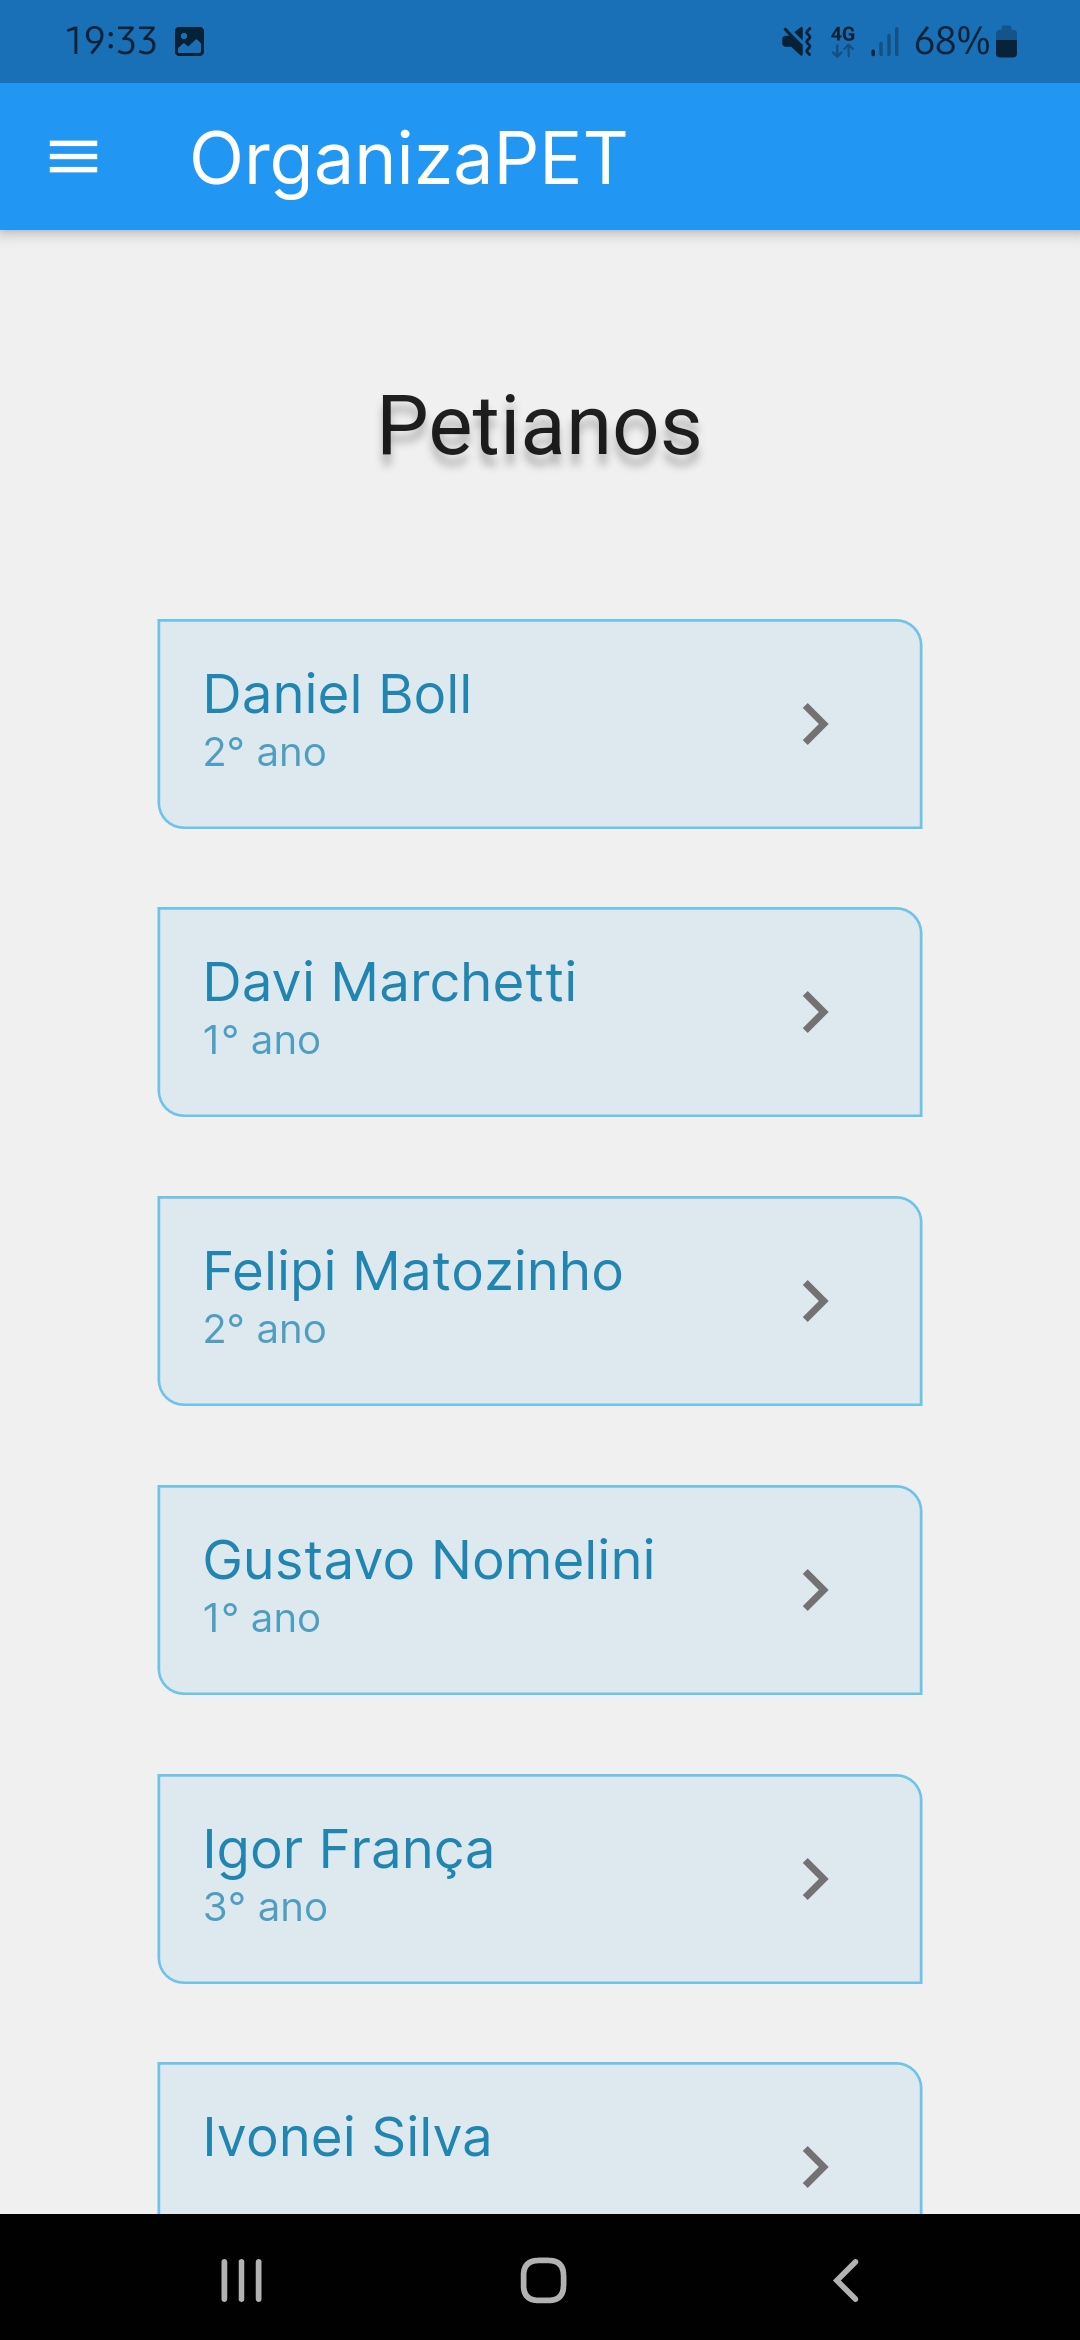 19:33
4G
68%
OrganizaPET
Petianos
Daniel Boll
2° ano
Davi Marchetti
1° ano
Felipi Matozinho
2° ano
Gustavo Nomelini
1° ano
Igor França
3° ano
Ivonei Silva